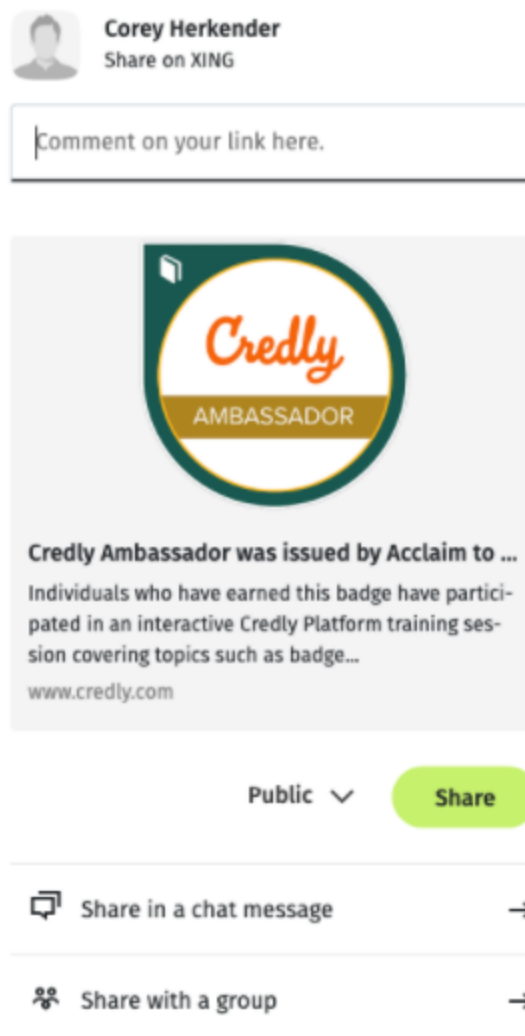 Corey Herkender
Share on XING
Comment on your link here.
Credly
AMBASSADOR
Credly Ambassador was issued by Acclaim to ...
Individuals who have earned this badge have partici-
pated in an interactive Credly Platform training ses-
sion covering topics such as badge...
www.credly.com
Public
Share
Share in a chat message
Share with a group